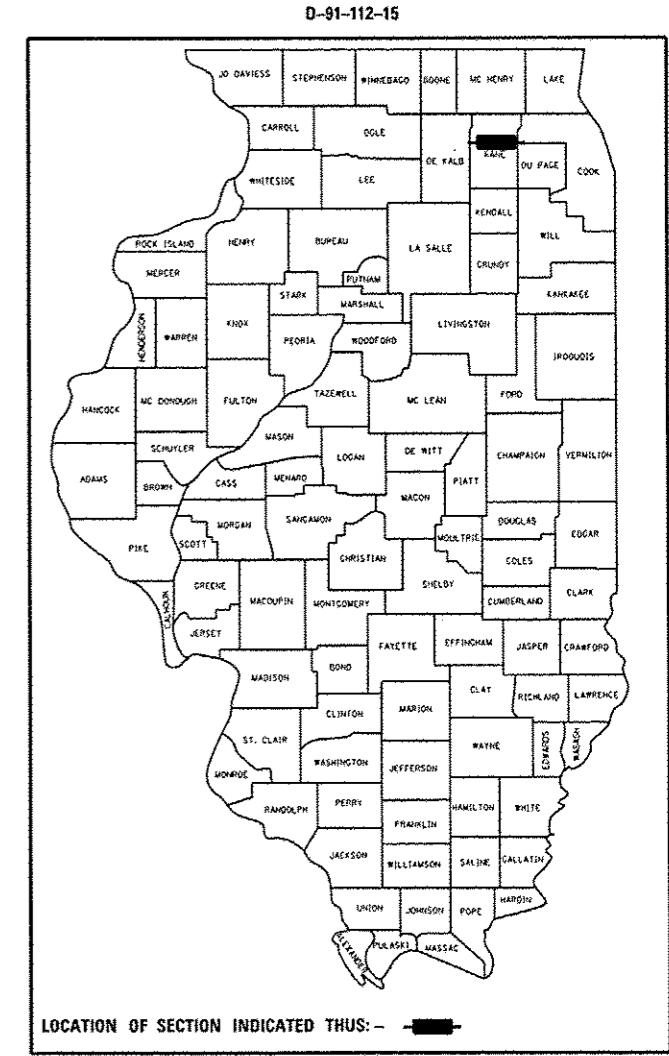 D-91-112-15
JO DAVIESS STEPHENSON WINNEBAGO BOONE MC HENRY LAKE
CARROLL OGLE DE KALB KANE DU PAGE COOK
WHITESIDE LEE
KENDALL
ROCK ISLAND HENRY BUREAU LA SALLE WILL
MERCER PUTNAM GRUNDY
STARK MARSHALL KANKAKEE
HENDERSON WARREN KNOX PEORIA WOODFORD LIVINGSTON IROQUOIS
HANCOCK MC DONOUGH FULTON TAZEWELL MC LEAN FORD
SCHUYLER MASON LOGAN DE WITT CHAMPAIGN VERMILION
ADAMS BROWN CASS MENARD PIATT
MACON
MORGAN SANGAMON DOUGLAS
PIKE SCOTT CHRISTIAN MOULTRIE COLES EDGAR
GREENE MACOUPIN MONTGOMERY SHELBY CUMBERLAND CLARK
CALHOUN
JERSEY FAYETTE EFFINGHAM JASPER CRAWFORD
MADISON BOND
CLAY RICHLAND LAWRENCE
CLINTON MARION
ST. CLAIR WAYNE EDWARDS WABASH
MONROE WASHINGTON JEFFERSON
RANDOLPH PERRY HAMILTON WHITE
FRANKLIN
JACKSON WILLIAMSON SALINE GALLATIN
UNION JOHNSON POPE HARDIN
ALEXANDER PULASKI MASSAC
LOCATION OF SECTION INDICATED THUS: -